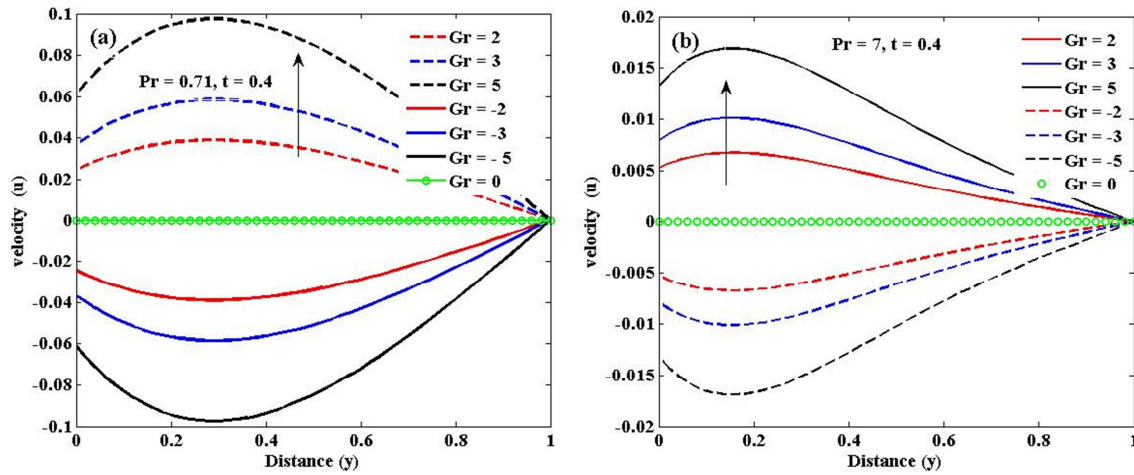 (a)
Pr = 0.71, t = 0.4
Gr = 2
Gr = 3
Gr = 5
Gr = -2
Gr = -3
Gr = - 5
Gr = 0
0.1
0.08
0.06
0.04
0.02
0
-0.02
-0.04
-0.06
-0.08
-0.1
velocity (u)
0 0.2 0.4 0.6 0.8 1
Distance (y)
(b)
Pr = 7, t = 0.4
Gr = 2
Gr = 3
Gr = 5
Gr = -2
Gr = -3
Gr = -5
Gr = 0
0.02
0.015
0.01
0.005
0
-0.005
-0.01
-0.015
-0.02
velocity (u)
0 0.2 0.4 0.6 0.8 1
Distance (y)